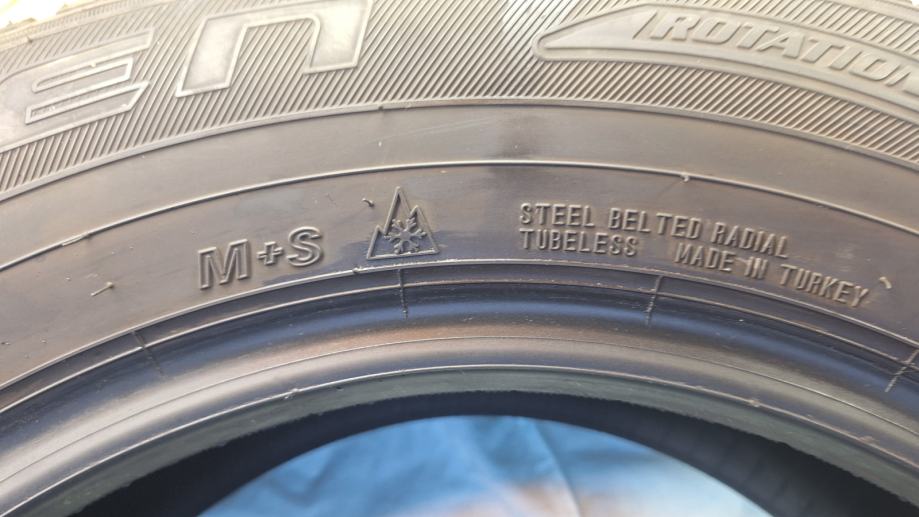 EN
ROTATION
M+S
STEEL BELTED RADIAL
TUBELESS MADE IN TURKEY